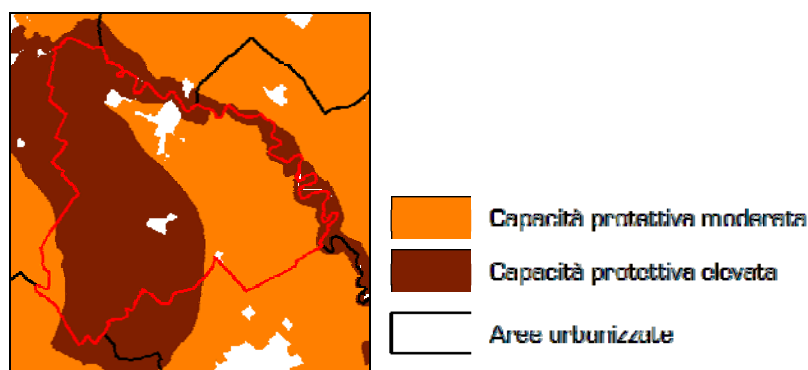 Capacità protettiva moderata
Capacità protettiva elevata
Aree urbanizzate